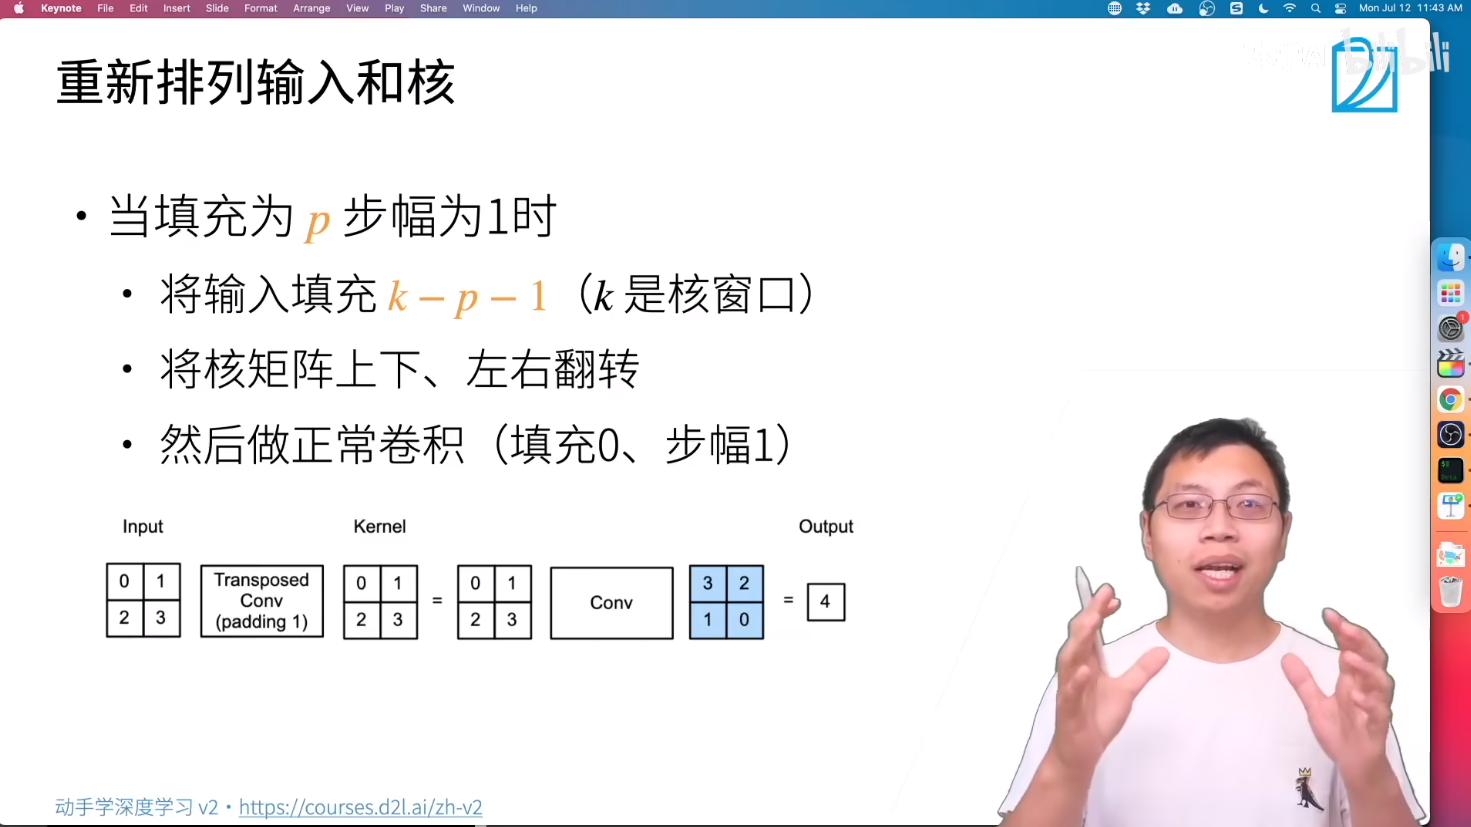 Keynote File Edit Insert Slide Format Arrange View Play Share Window Help Mon Jul 12 11:43 AM
bilibili
重新排列输入和核
• 当填充为 p 步幅为1时
• 将输入填充 k − p − 1（k 是核窗口）
• 将核矩阵上下、左右翻转
• 然后做正常卷积（填充0、步幅1）
Input Kernel Output
0 1 Transposed 0 1 0 1 3 2
Conv = Conv = 4
2 3 (padding 1) 2 3 2 3 1 0
动手学深度学习 v2 • https://courses.d2l.ai/zh-v2